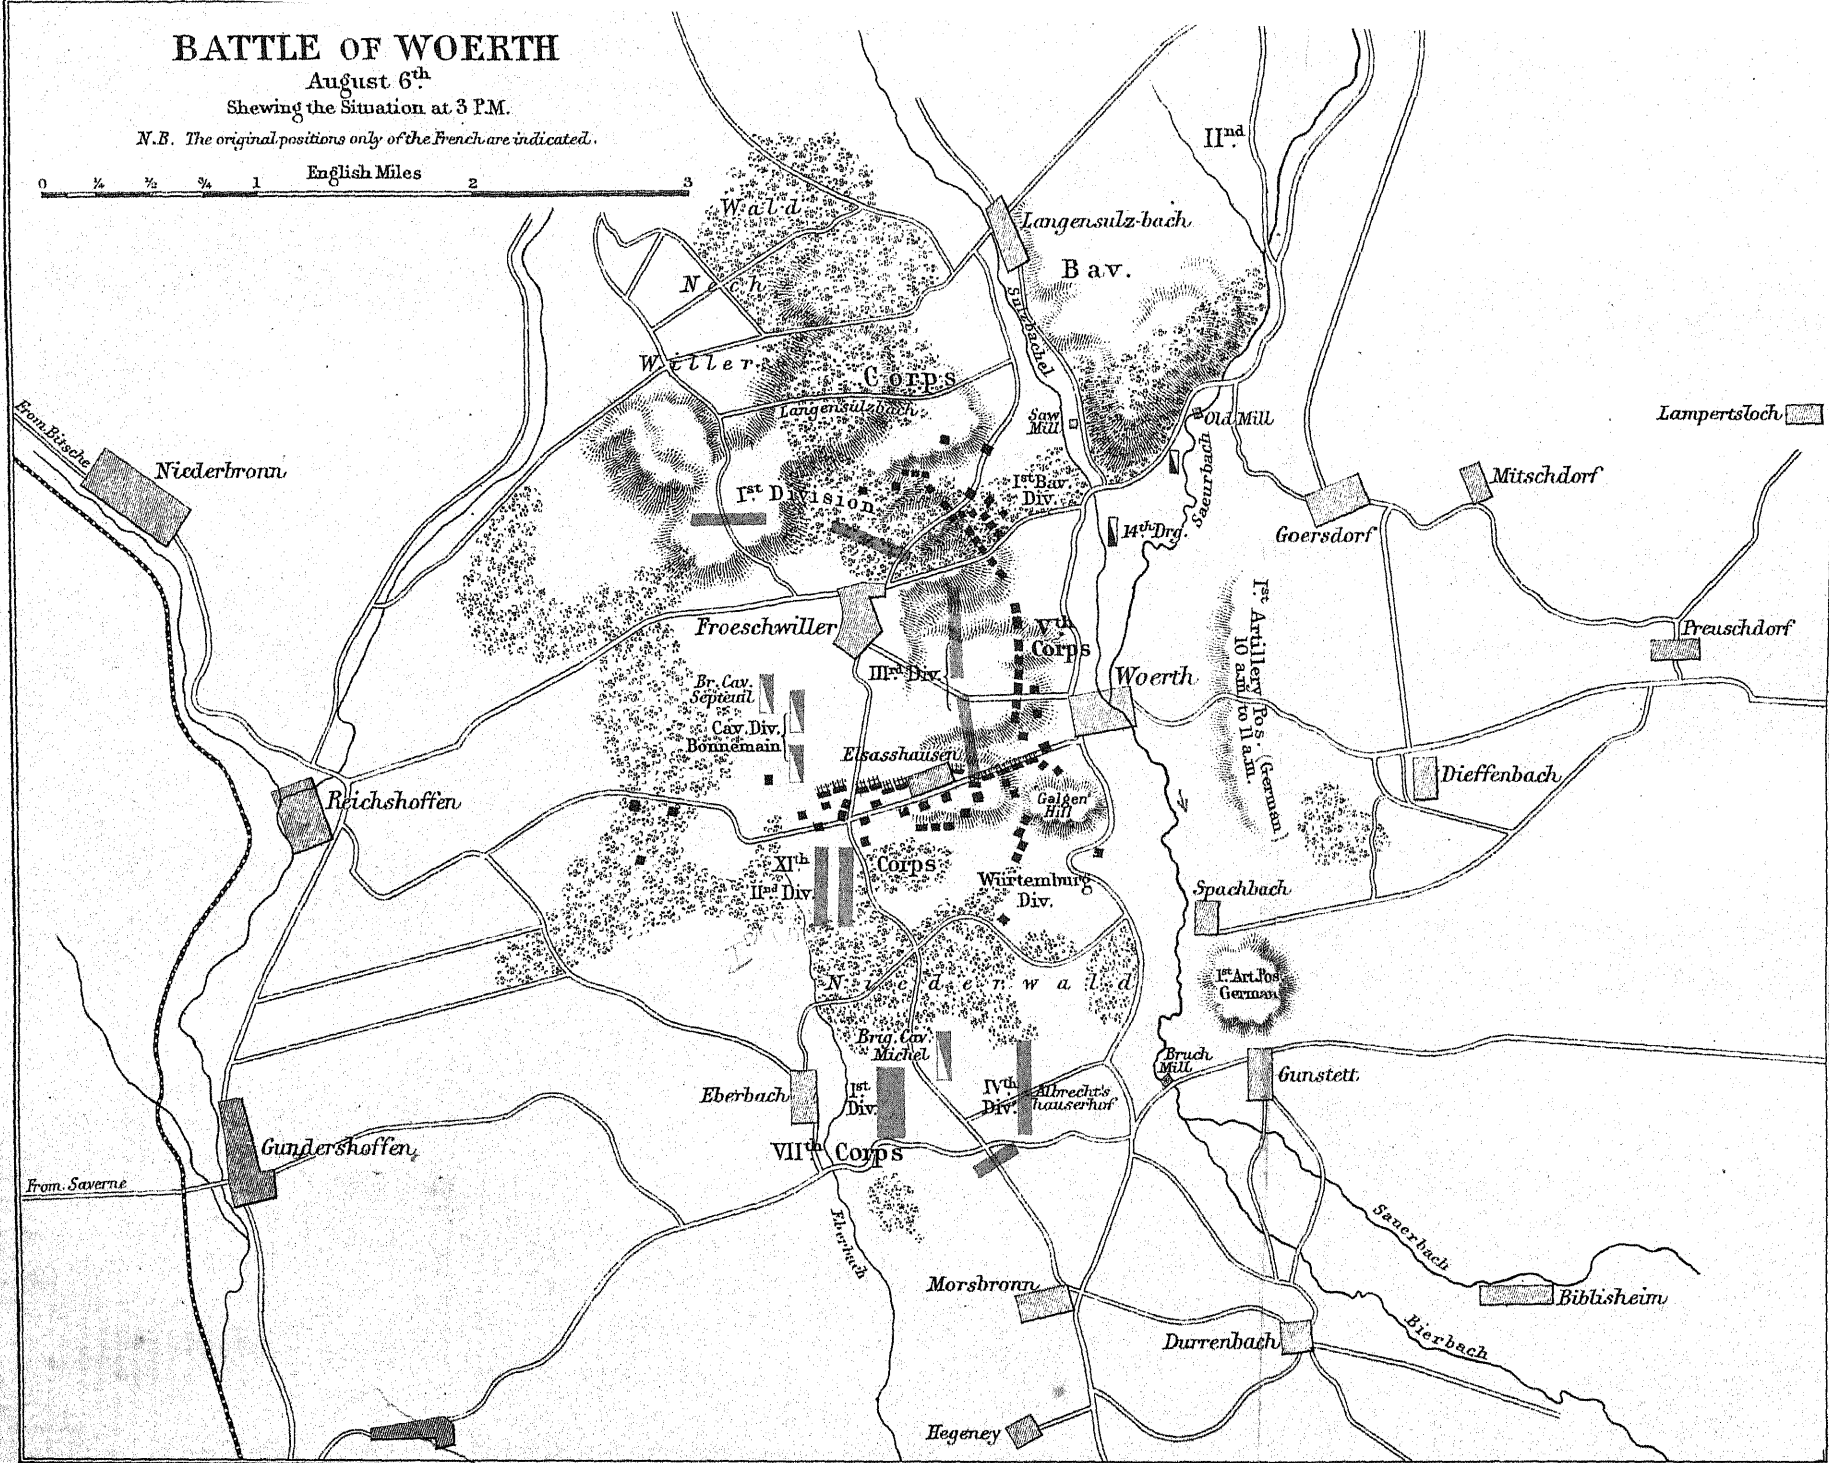 BATTLE OF WOERTH
August 6th.
Shewing the Situation at 3 P.M.
N.B. The original positions only of the French are indicated.
English Miles
0 ¼ ½ ¾ 1 2 3
IInd.
Wald
Langensulz-bach
Bav.
Nech
Sulzbachel
Willer
Corps
Langensulzbach
Saw
Mill
Old Mill
Lampertsloch
From Bitsche
Niederbronn
Mitschdorf
Ist. Division
Ist Bav.
Div.
Saeurbach
14th Drg.
Goersdorf
Ist Artillery Pos. (German)
10 a.m. to 11 a.m.
Froeschwiller
Vth
Corps
Preuschdorf
IIIrd Div.
Woerth
Br. Cav.
Septeuil
Cav. Div.
Bonnemain
Elsasshausen
Dieffenbach
Reichshoffen
Galgen
Hill
XIth
Corps
IInd Div.
Würtemburg
Div.
Spachbach
Niederwald
1st Art. Pos.
German
Brig. Cav.
Michel
Bruch
Mill
Gunstett
Eberbach
Ist
Div.
IVth
Div.
Albrecht's
hauserhof
Gundershoffen
VIIth Corps
From Saverne
Eberbach
Sauerbach
Morsbronn
Biblisheim
Durrenbach
Bierbach
Hegeney